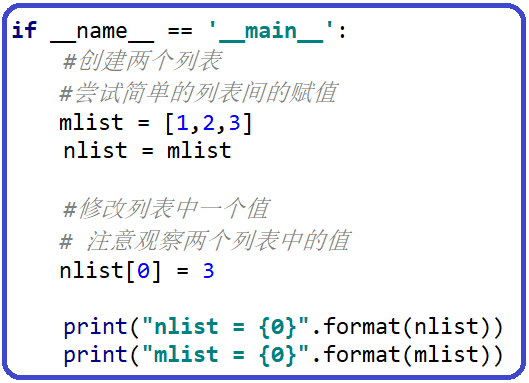 if __name__ == '__main__':
#创建两个列表
#尝试简单的列表间的赋值
mlist = [1,2,3]
nlist = mlist
#修改列表中一个值
# 注意观察两个列表中的值
nlist[0] = 3
print("nlist = {0}".format(nlist))
print("mlist = {0}".format(mlist))